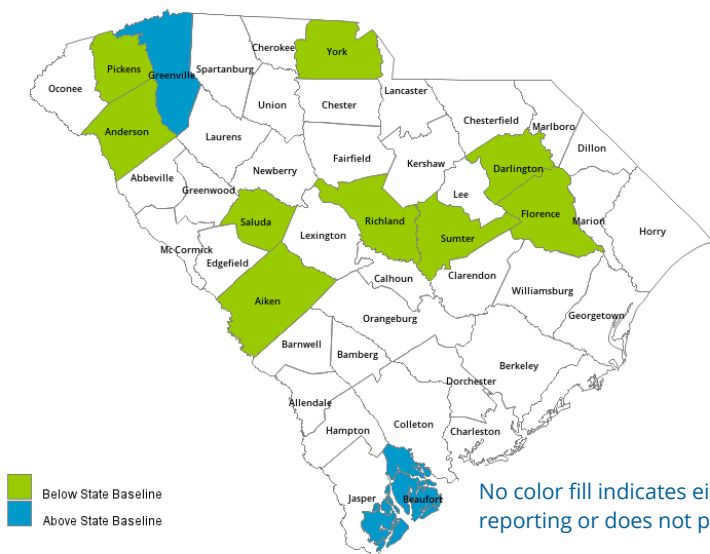 Cherokee
York
Pickens
Greenville
Spartanburg
Oconee
Union
Chester
Lancaster
Anderson
Laurens
Chesterfield
Marlboro
Dillon
Fairfield
Kershaw
Darlington
Abbeville
Greenwood
Newberry
Lee
Florence
Marion
Horry
Saluda
Richland
Lexington
Sumter
Mc Cormick
Edgefield
Calhoun
Clarendon
Williamsburg
Aiken
Orangeburg
Georgetown
Barnwell
Bamberg
Berkeley
Dorchester
Allendale
Hampton
Colleton
Charleston
Jasper
Beaufort
Below State Baseline
Above State Baseline
No color fill indicates ei
reporting or does not p